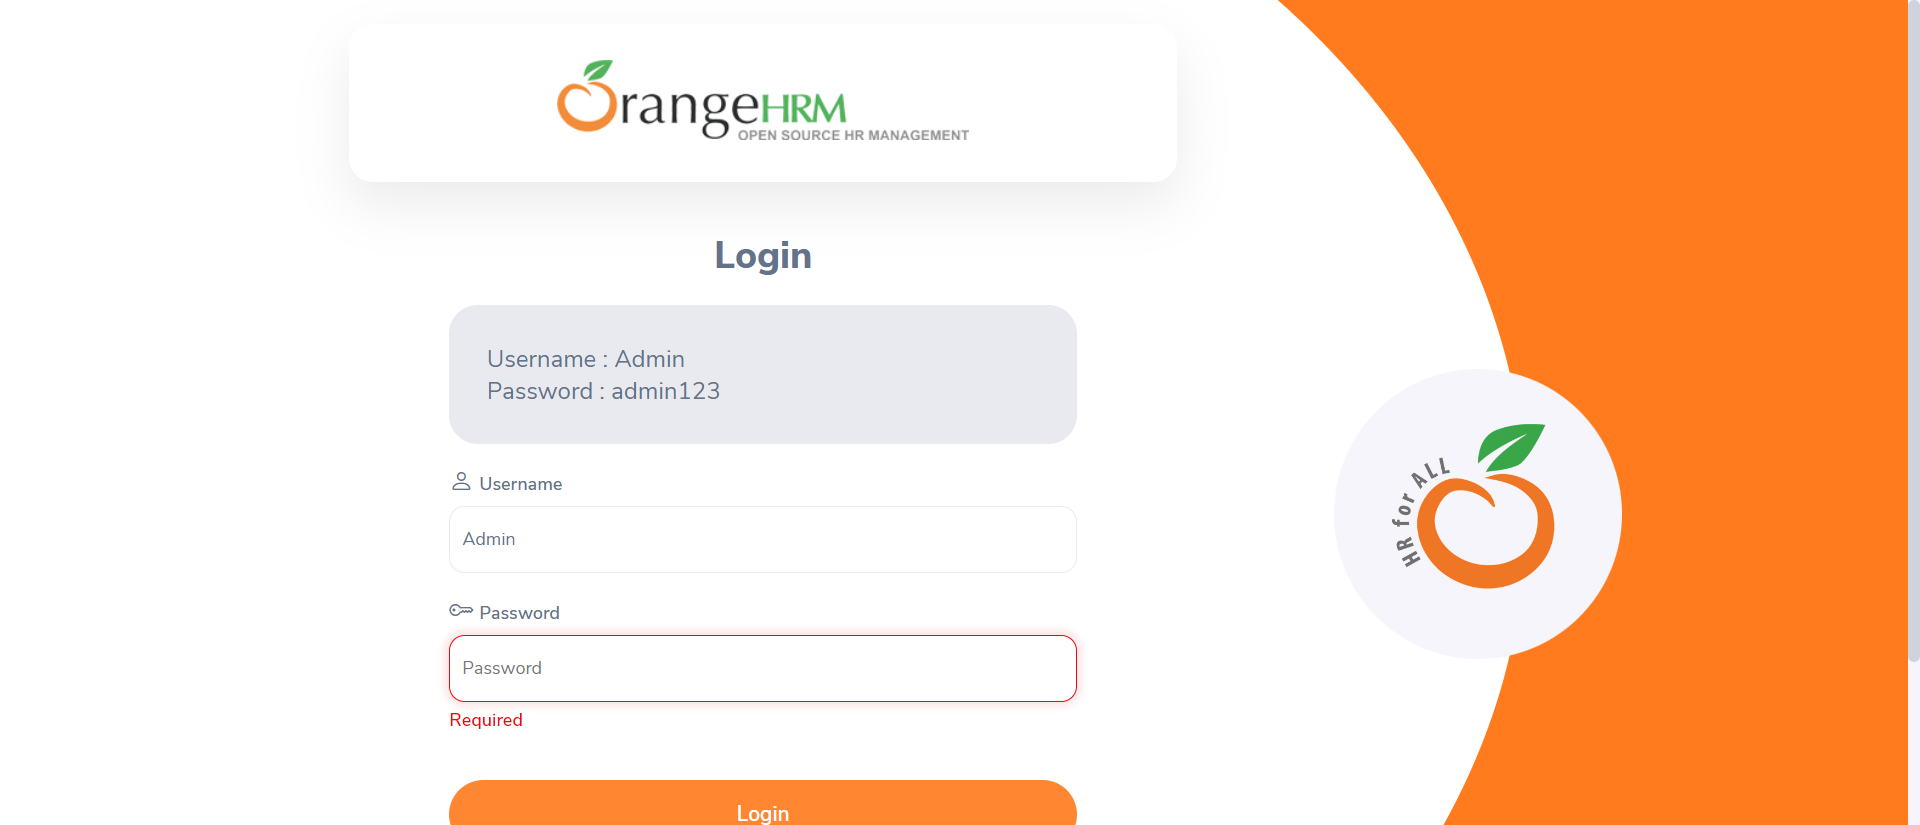 OrangeHRM
OPEN SOURCE HR MANAGEMENT
Login
Username : Admin
Password : admin123
Username
Admin
Password
Password
Required
Login
HR for ALL